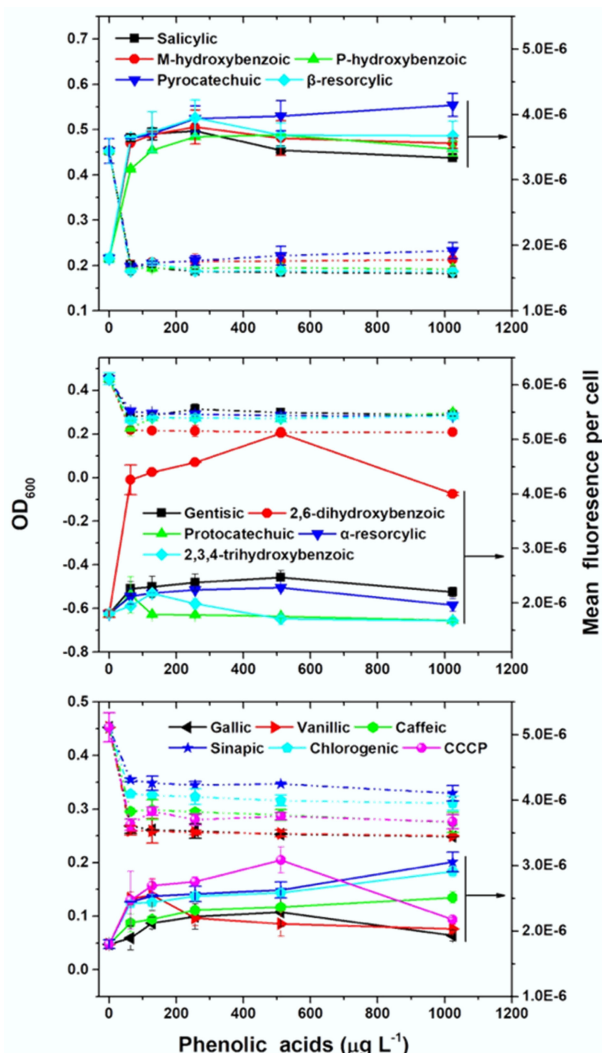 0.7
0.6
0.5
0.4
0.3
0.2
0.1
Salicylic
M-hydroxybenzoic P-hydroxybenzoic
Pyrocatechuic β-resorcylic
5.0E-6
4.0E-6
3.0E-6
2.0E-6
1.0E-6
0 200 400 600 800 1000 1200
0.4
0.2
0.0
-0.2
-0.4
-0.6
-0.8
Gentisic 2,6-dihydroxybenzoic
Protocatechuic α-resorcylic
2,3,4-trihydroxybenzoic
6.0E-6
5.0E-6
4.0E-6
3.0E-6
2.0E-6
0 200 400 600 800 1000 1200
OD600
Mean fluoresence per cell
0.5
0.4
0.3
0.2
0.1
0.0
Gallic Vanillic Caffeic
Sinapic Chlorogenic CCCP
5.0E-6
4.0E-6
3.0E-6
2.0E-6
1.0E-6
0 200 400 600 800 1000 1200
Phenolic acids (μg L-1)